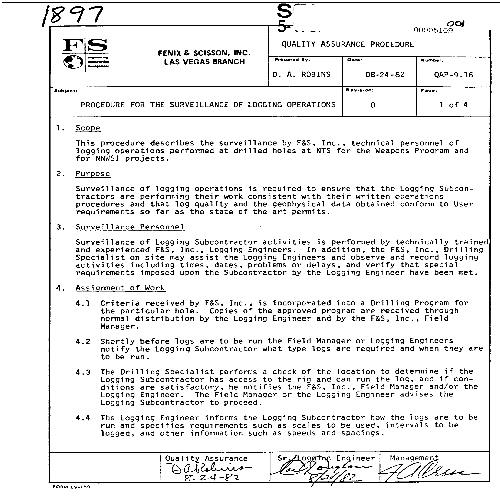 1897
S
5
001
00005109
F S
FENIX & SCISSON, INC.
LAS VEGAS BRANCH
QUALITY ASSURANCE PROCEDURE
Prepared By: Date: Number:
D. A. ROBINS 08-24-82 QAP-9.16
Subject: Revision: Page:
PROCEDURE FOR THE SURVEILLANCE OF LOGGING OPERATIONS 0 1 of 4
1. Scope
This procedure describes the surveillance by F&S, Inc., technical personnel of
logging operations performed at drilled holes at NTS for the Weapons Program and
for NNWSI projects.
2. Purpose
Surveillance of logging operations is required to ensure that the Logging Subcon-
tractors are performing their work consistent with their written operations
procedures and that log quality and the geophysical data obtained conform to User
requirements so far as the state of the art permits.
3. Surveillance Personnel
Surveillance of Logging Subcontractor activities is performed by technically trained
and experienced F&S, Inc., Logging Engineers. In addition, the F&S, Inc., Drilling
Specialist on site may assist the Logging Engineers and observe and record logging
activities including times, dates, problems or delays, and verify that special
requirements imposed upon the Subcontractor by the Logging Engineer have been met.
4. Assignment of Work
4.1 Criteria received by F&S, Inc., is incorporated into a Drilling Program for
the particular hole. Copies of the approved program are received through
normal distribution by the Logging Engineer and by the F&S, Inc., Field
Manager.
4.2 Shortly before logs are to be run the Field Manager or Logging Engineers
notify the Logging Subcontractor what type logs are required and when they are
to be run.
4.3 The Drilling Specialist performs a check of the location to determine if the
Logging Subcontractor has access to the rig and can run the log, and if con-
ditions are satisfactory, he notifies the F&S, Inc., Field Manager and/or the
Logging Engineer. The Field Manager or the Logging Engineer advises the
Logging Subcontractor to proceed.
4.4 The Logging Engineer informs the Logging Subcontractor how the logs are to be
run and specifies requirements such as scales to be used, intervals to be
logged, and other information such as speeds and spacings.
Quality Assurance Sr. Logging Engineer Management
8-24-82 8/24/82